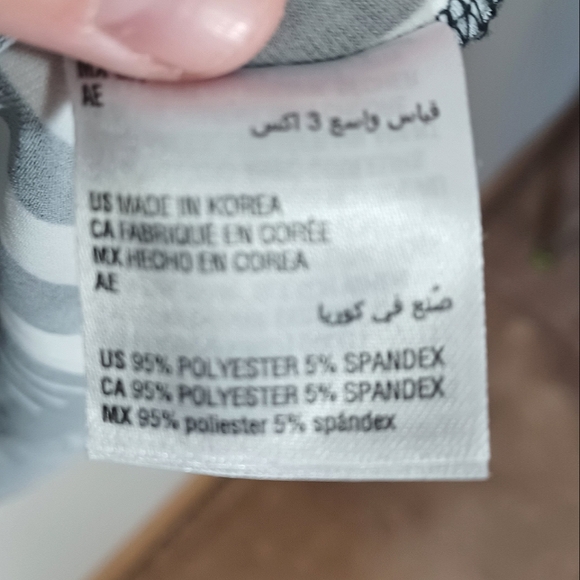 MX
AE
قياس واسع 3 اكس
US MADE IN KOREA
CA FABRIQUÉ EN CORÉE
MX HECHO EN COREA
AE
صُنع في كوريا
US 95% POLYESTER 5% SPANDEX
CA 95% POLYESTER 5% SPANDEX
MX 95% poliester 5% spándex